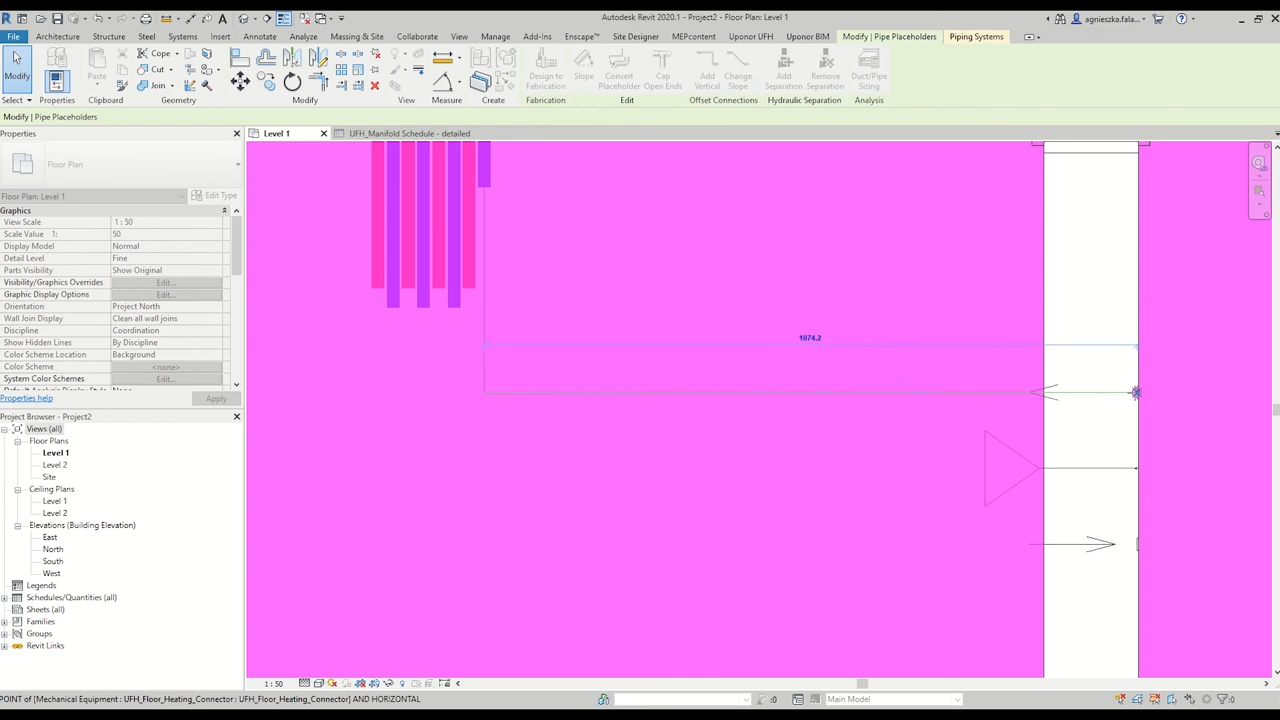 Autodesk Revit 2020.1 - Project2 - Floor Plan: Level 1
agnieszka.fala...
File Architecture Structure Steel Systems Insert Annotate Analyze Massing & Site Collaborate View Manage Add-Ins Enscape™ Site Designer MEPcontent Uponor UFH Uponor BIM Modify | Pipe Placeholders Piping Systems
Modify
Paste
Cope
Cut
Join
Design to Fabrication
Slope
Convert Placeholder
Cap Open Ends
Add Vertical
Change Slope
Add Separation
Remove Separation
Duct/Pipe Sizing
Select Properties Clipboard Geometry Modify View Measure Create Fabrication Edit Offset Connections Hydraulic Separation Analysis
Modify | Pipe Placeholders
Properties
Level 1
UFH_Manifold Schedule - detailed
Floor Plan
Floor Plan: Level 1 Edit Type
Graphics
View Scale 1 : 50
Scale Value 1: 50
Display Model Normal
Detail Level Fine
Parts Visibility Show Original
Visibility/Graphics Overrides Edit...
Graphic Display Options Edit...
Orientation Project North
Wall Join Display Clean all wall joins
Discipline Coordination
Show Hidden Lines By Discipline
Color Scheme Location Background
Color Scheme <none>
System Color Schemes Edit...
Default Analysis Display Style None
Properties help Apply
1074.2
Project Browser - Project2
Views (all)
Floor Plans
Level 1
Level 2
Site
Ceiling Plans
Level 1
Level 2
Elevations (Building Elevation)
East
North
South
West
Legends
Schedules/Quantities (all)
Sheets (all)
Families
Groups
Revit Links
1 : 50
POINT of [Mechanical Equipment : UFH_Floor_Heating_Connector : UFH_Floor_Heating_Connector] AND HORIZONTAL
:0
Main Model
:0